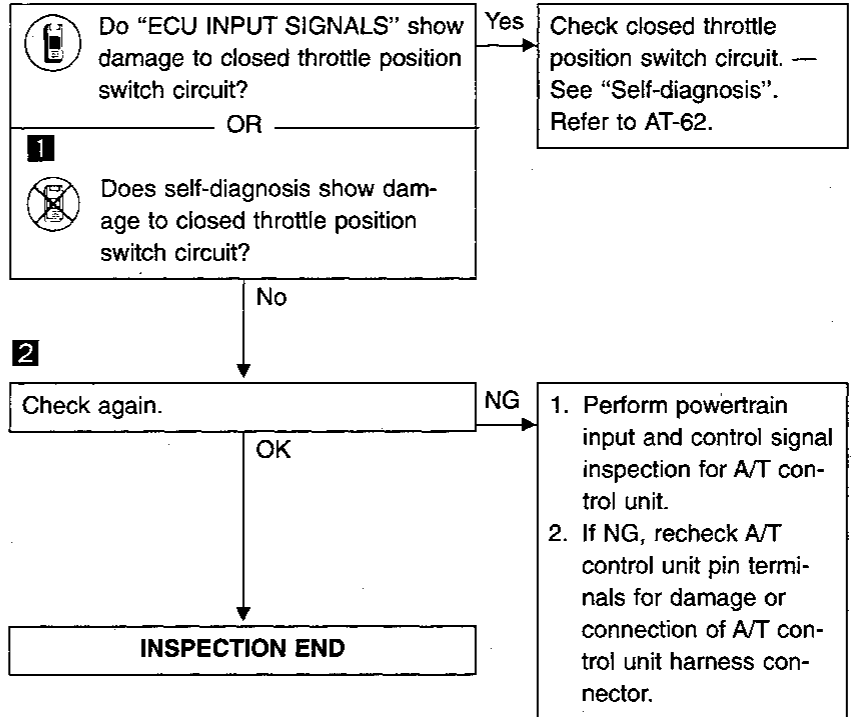 Do “ECU INPUT SIGNALS” show
damage to closed throttle position
switch circuit?
Yes
Check closed throttle
position switch circuit. —
See “Self-diagnosis”.
Refer to AT-62.
OR
1
Does self-diagnosis show dam-
age to closed throttle position
switch circuit?
No
2
Check again.
NG
1. Perform powertrain
input and control signal
inspection for A/T con-
trol unit.
2. If NG, recheck A/T
control unit pin termi-
nals for damage or
connection of A/T con-
trol unit harness con-
nector.
OK
INSPECTION END